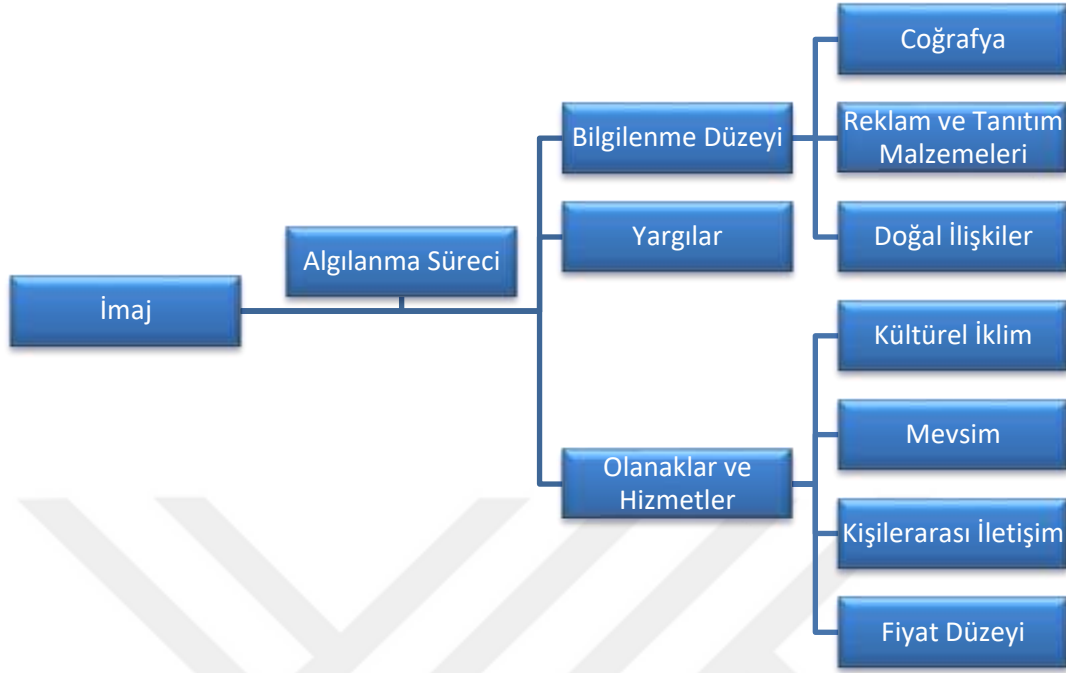 İmaj
Algılanma Süreci
Bilgilenme Düzeyi
Yargılar
Olanaklar ve
Hizmetler
Coğrafya
Reklam ve Tanıtım
Malzemeleri
Doğal İlişkiler
Kültürel İklim
Mevsim
Kişilerarası İletişim
Fiyat Düzeyi